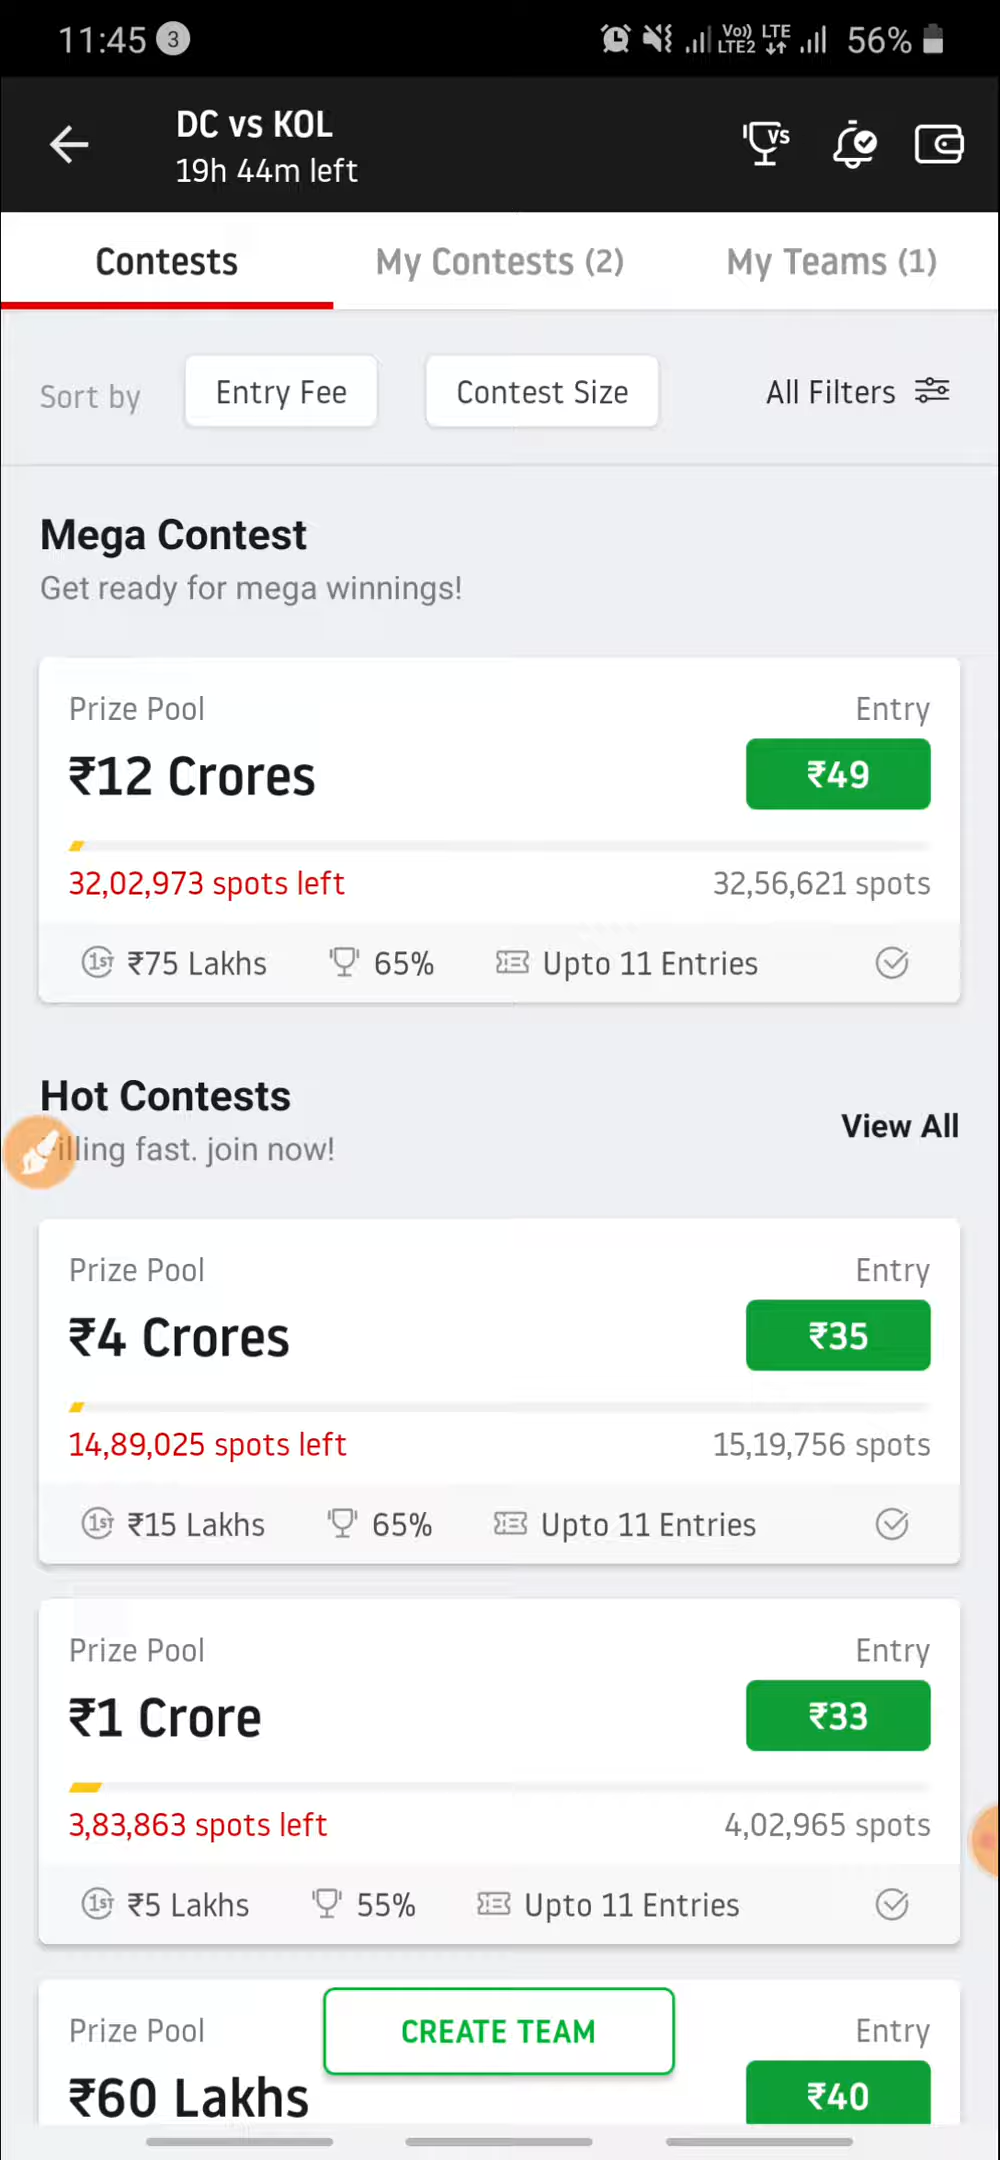 11:45 3 Vo)) LTE2 LTE 56%
DC vs KOL
19h 44m left
VS
Contests My Contests (2) My Teams (1)
Sort by Entry Fee Contest Size All Filters
Mega Contest
Get ready for mega winnings!
Prize Pool Entry
₹12 Crores ₹49
32,02,973 spots left 32,56,621 spots
1ST ₹75 Lakhs 65% Upto 11 Entries
Hot Contests
View All
illing fast. join now!
Prize Pool Entry
₹4 Crores ₹35
14,89,025 spots left 15,19,756 spots
1ST ₹15 Lakhs 65% Upto 11 Entries
Prize Pool Entry
₹1 Crore ₹33
3,83,863 spots left 4,02,965 spots
1ST ₹5 Lakhs 55% Upto 11 Entries
Prize Pool CREATE TEAM Entry
₹60 Lakhs ₹40